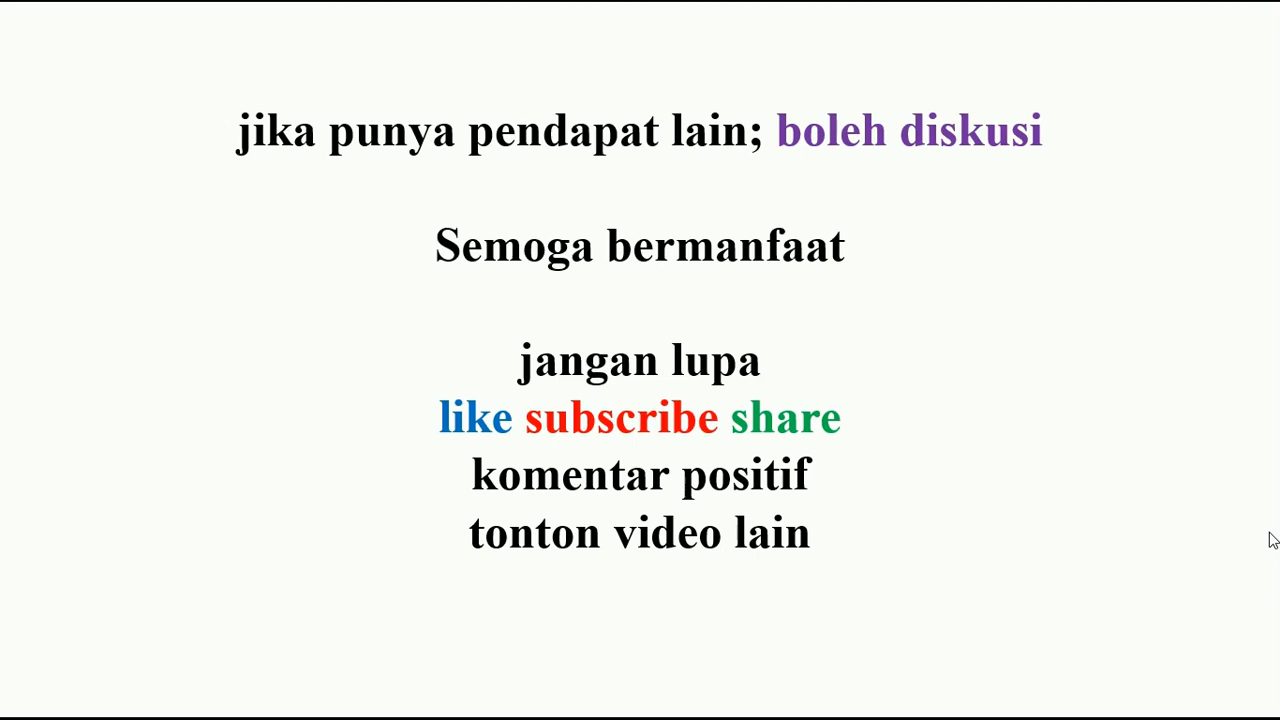 jika punya pendapat lain; boleh diskusi
Semoga bermanfaat
jangan lupa
like subscribe share
komentar positif
tonton video lain